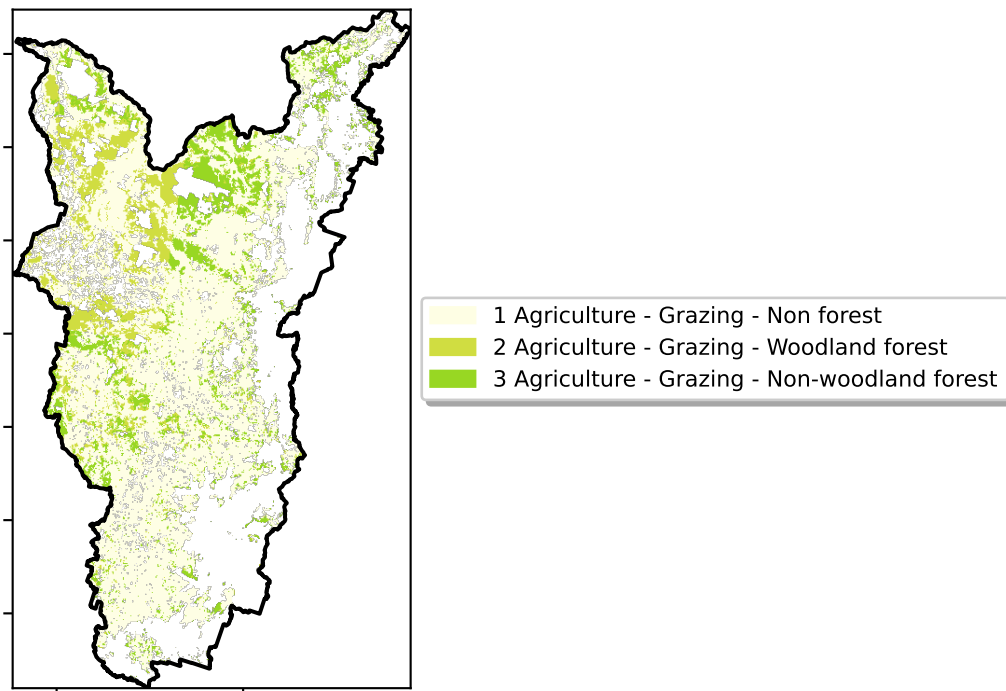 1 Agriculture - Grazing - Non forest
2 Agriculture - Grazing - Woodland forest
3 Agriculture - Grazing - Non-woodland forest